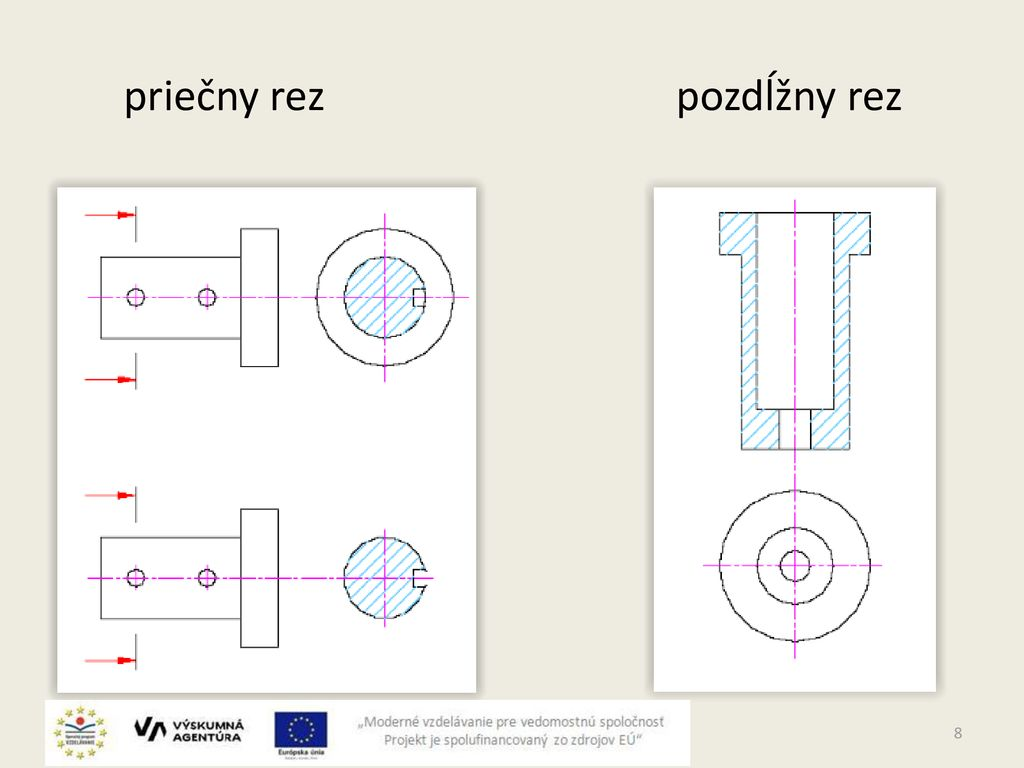 priečny rez
pozdĺžny rez
VZDELÁVANIE
VÝSKUMNÁ
AGENTÚRA
Európska únia
„Moderné vzdelávanie pre vedomostnú spoločnosť
Projekt je spolufinancovaný zo zdrojov EÚ“
8